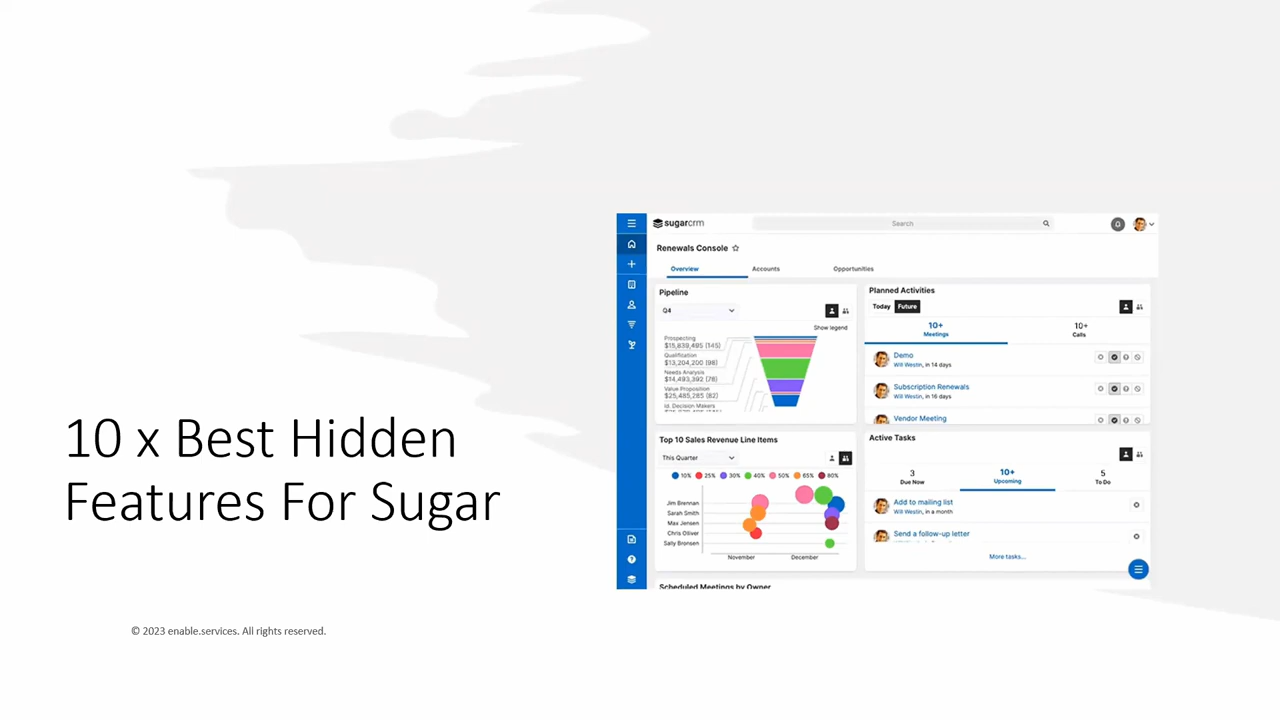 10 x Best Hidden
Features For Sugar
© 2023 enable.services. All rights reserved.
sugarcrm
Search
Renewals Console
Overview
Accounts
Opportunities
Pipeline
Q4
Show legend
Prospecting
$15,839,495 (145)
Qualification
$13,204,200 (98)
Needs Analysis
$14,493,392 (78)
Value Proposition
$25,485,285 (82)
Id. Decision Makers
Planned Activities
Today
Future
10+
Meetings
10+
Calls
Demo
Will Westin, in 14 days
Subscription Renewals
Will Westin, in 16 days
Vendor Meeting
Top 10 Sales Revenue Line Items
This Quarter
10%
25%
30%
40%
50%
65%
80%
Jim Brennan
Sarah Smith
Max Jensen
Chris Oliver
Sally Bronsen
November
December
Active Tasks
3
Due Now
10+
Upcoming
5
To Do
Add to mailing list
Will Westin, in a month
Send a follow-up letter
More tasks...
Scheduled Meetings by Owner